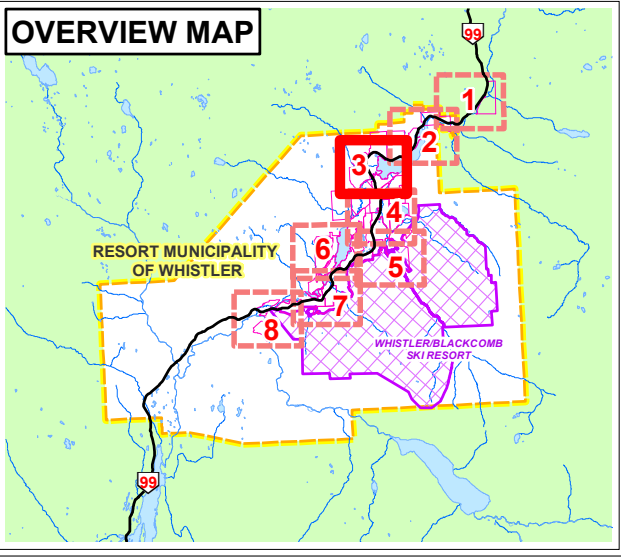 OVERVIEW MAP
99
1
2
3
4
RESORT MUNICIPALITY
OF WHISTLER
6
5
7
8
WHISTLER/BLACKCOMB
SKI RESORT
99